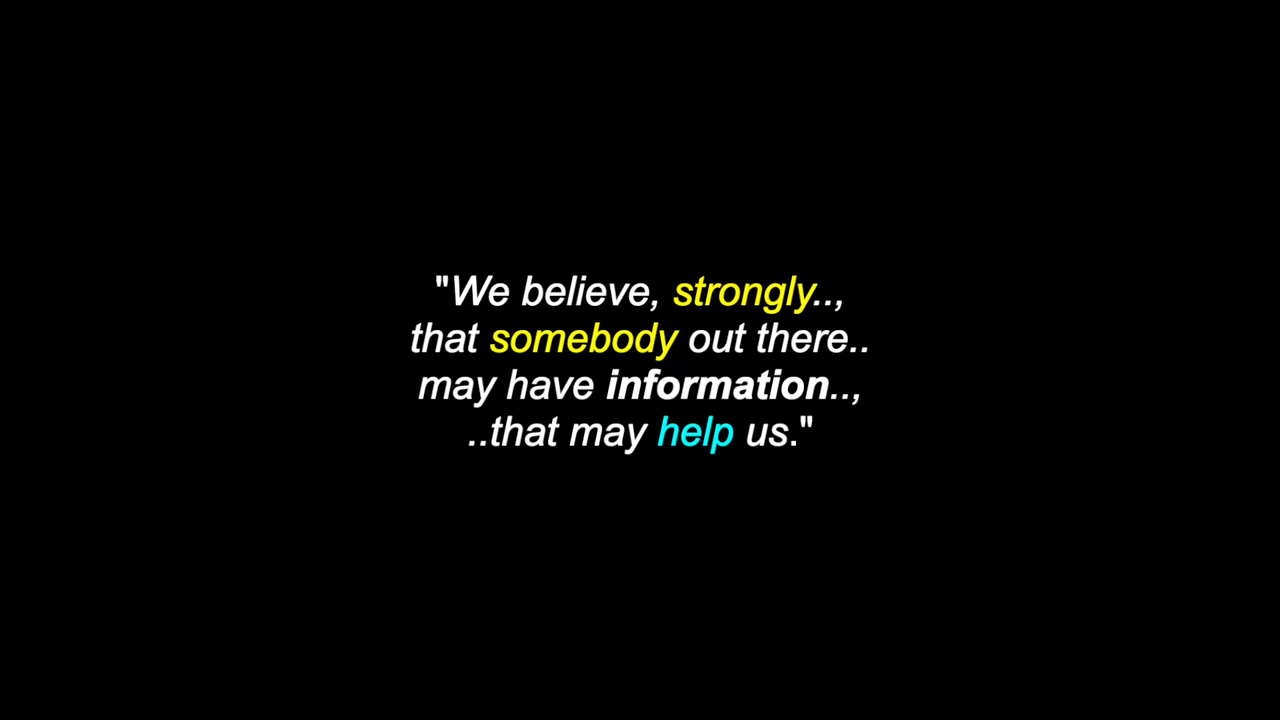 "We believe, strongly..,
that somebody out there..
may have information..,
..that may help us."